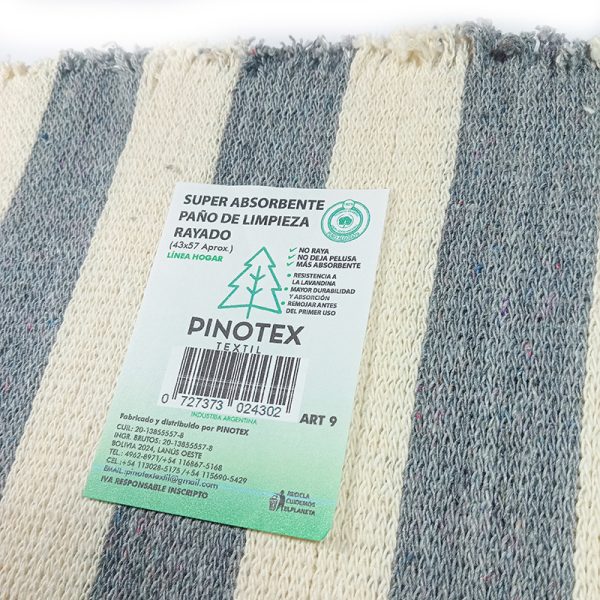 SUPER ABSORBENTE
PAÑO DE LIMPIEZA
RAYADO
(43x57 Aprox.)
LÍNEA HOGAR
NO RAYA
NO DEJA PELUSA
MÁS ABSORBENTE
• RESISTENCIA A
LA LAVANDINA
• MAYOR DURABILIDAD
Y ABSORCIÓN
• REMOJAR ANTES
DEL PRIMER USO
PINOTEX
TEXTIL
0 727373 024302
INDUSTRIA ARGENTINA
ART 9
Fabricado y distribuido por PINOTEX
CUIL: 20-13855557-8
INGR. BRUTOS: 20-13855557-8
BOLIVIA 2024, LANÚS OESTE
TEL.: 4962-8971/+54 116867-5168
CEL.:+54 113028-5175 /+54 115690-5429
EMAIL.:pinotextextil@gmail.com
IVA RESPONSABLE INSCRIPTO
RECICLA
CUIDEMOS
EL PLANETA